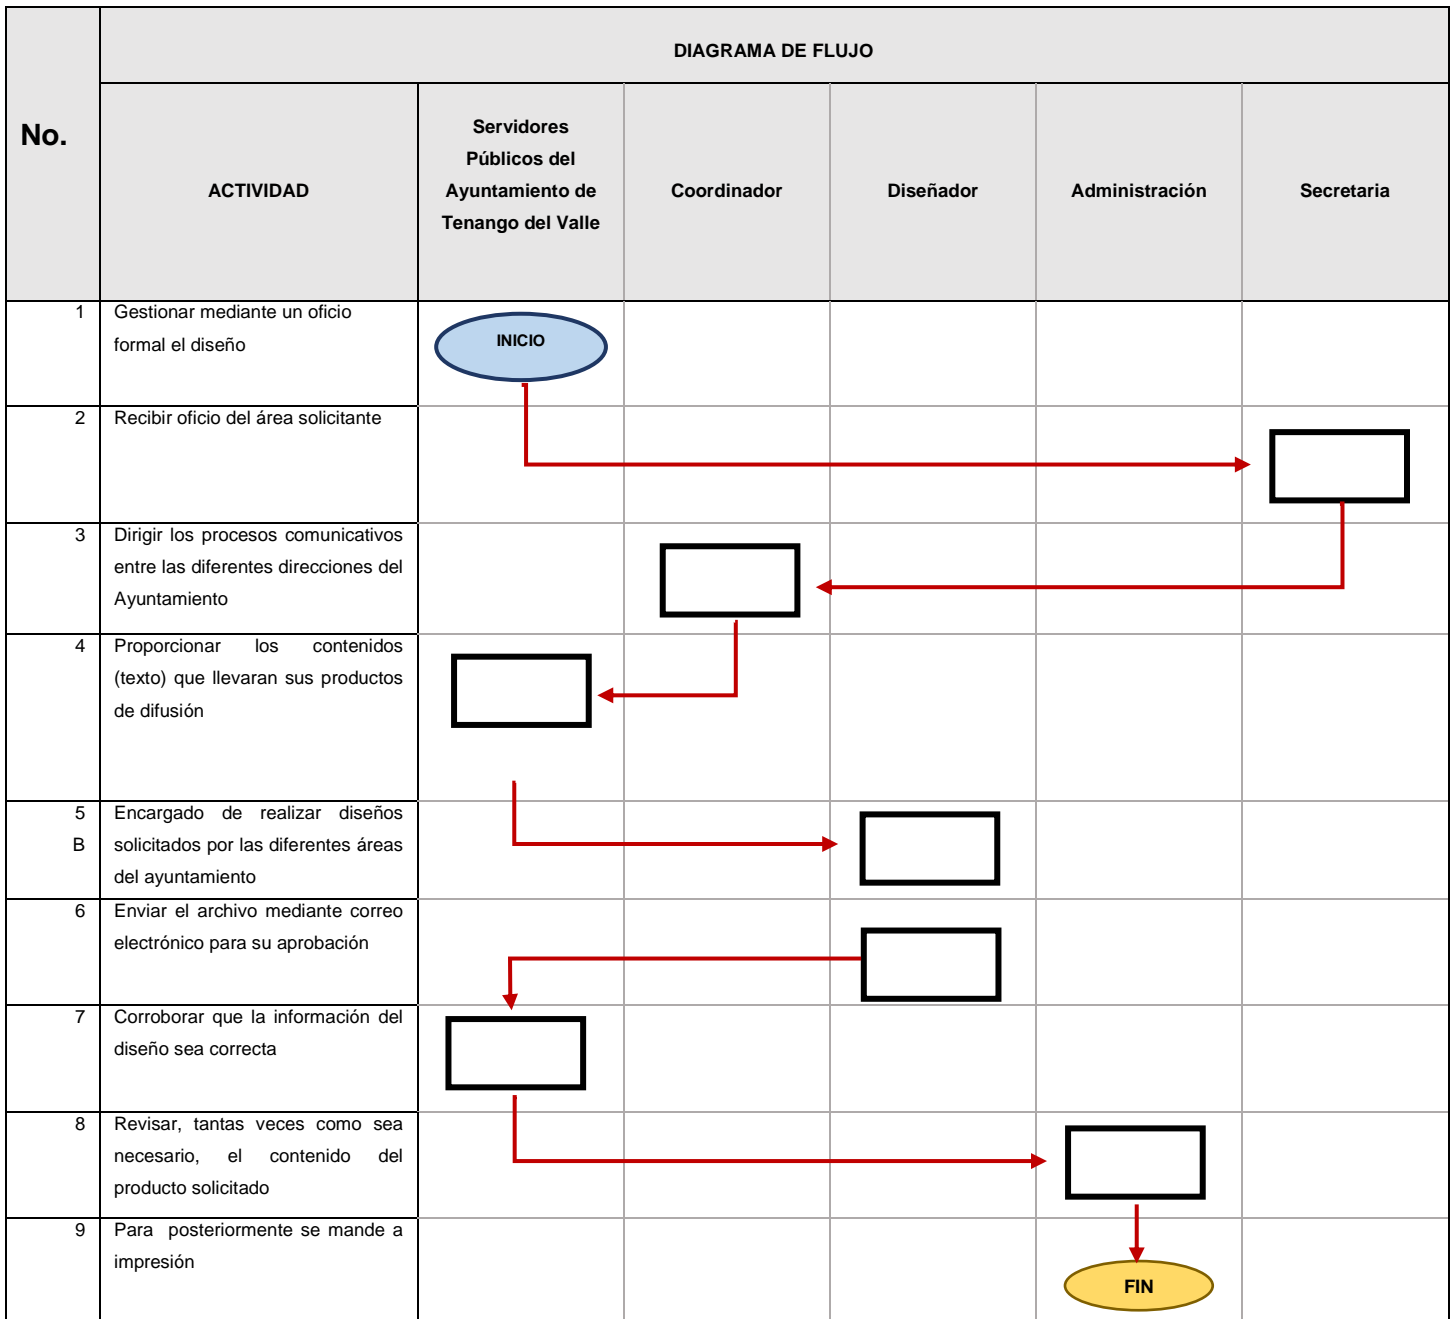 DIAGRAMA DE FLUJO
No.
ACTIVIDAD
Servidores
Públicos del
Ayuntamiento de
Tenango del Valle
Coordinador
Diseñador
Administración
Secretaria
1
Gestionar mediante un oficio
formal el diseño
INICIO
2
Recibir oficio del área solicitante
3
Dirigir los procesos comunicativos
entre las diferentes direcciones del
Ayuntamiento
4
Proporcionar los contenidos
(texto) que llevaran sus productos
de difusión
5
B
Encargado de realizar diseños
solicitados por las diferentes áreas
del ayuntamiento
6
Enviar el archivo mediante correo
electrónico para su aprobación
7
Corroborar que la información del
diseño sea correcta
8
Revisar, tantas veces como sea
necesario, el contenido del
producto solicitado
9
Para posteriormente se mande a
impresión
FIN